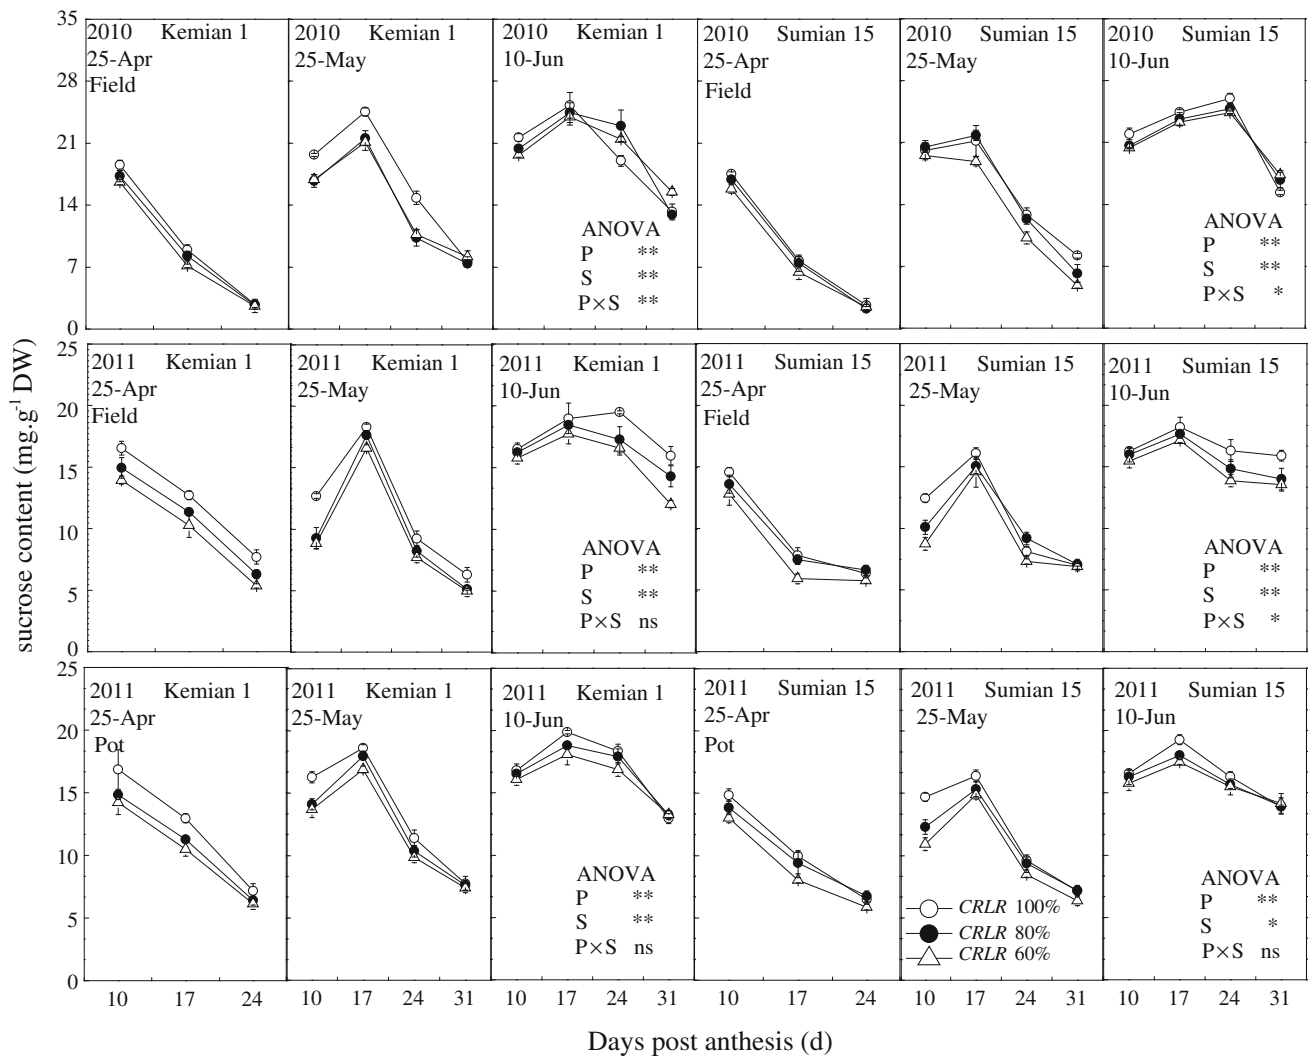 35
28
21
14
7
0
2010 Kemian 1
25-Apr
Field
2010 Kemian 1
25-May
2010 Kemian 1
10-Jun
ANOVA
P **
S **
P×S **
2010 Sumian 15
25-Apr
Field
2010 Sumian 15
25-May
2010 Sumian 15
10-Jun
ANOVA
P **
S **
P×S *
sucrose content (mg.g-1 DW)
25
20
15
10
5
0
2011 Kemian 1
25-Apr
Field
2011 Kemian 1
25-May
2011 Kemian 1
10-Jun
ANOVA
P **
S **
P×S ns
2011 Sumian 15
25-Apr
Field
2011 Sumian 15
25-May
2011 Sumian 15
10-Jun
ANOVA
P **
S **
P×S *
25
20
15
10
5
0
2011 Kemian 1
25-Apr
Pot
2011 Kemian 1
25-May
2011 Kemian 1
10-Jun
ANOVA
P **
S **
P×S ns
2011 Sumian 15
25-Apr
Pot
2011 Sumian 15
25-May
CRLR 100%
CRLR 80%
CRLR 60%
2011 Sumian 15
10-Jun
ANOVA
P **
S *
P×S ns
10 17 24 10 17 24 31 10 17 24 31 10 17 24 10 17 24 31 10 17 24 31
Days post anthesis (d)